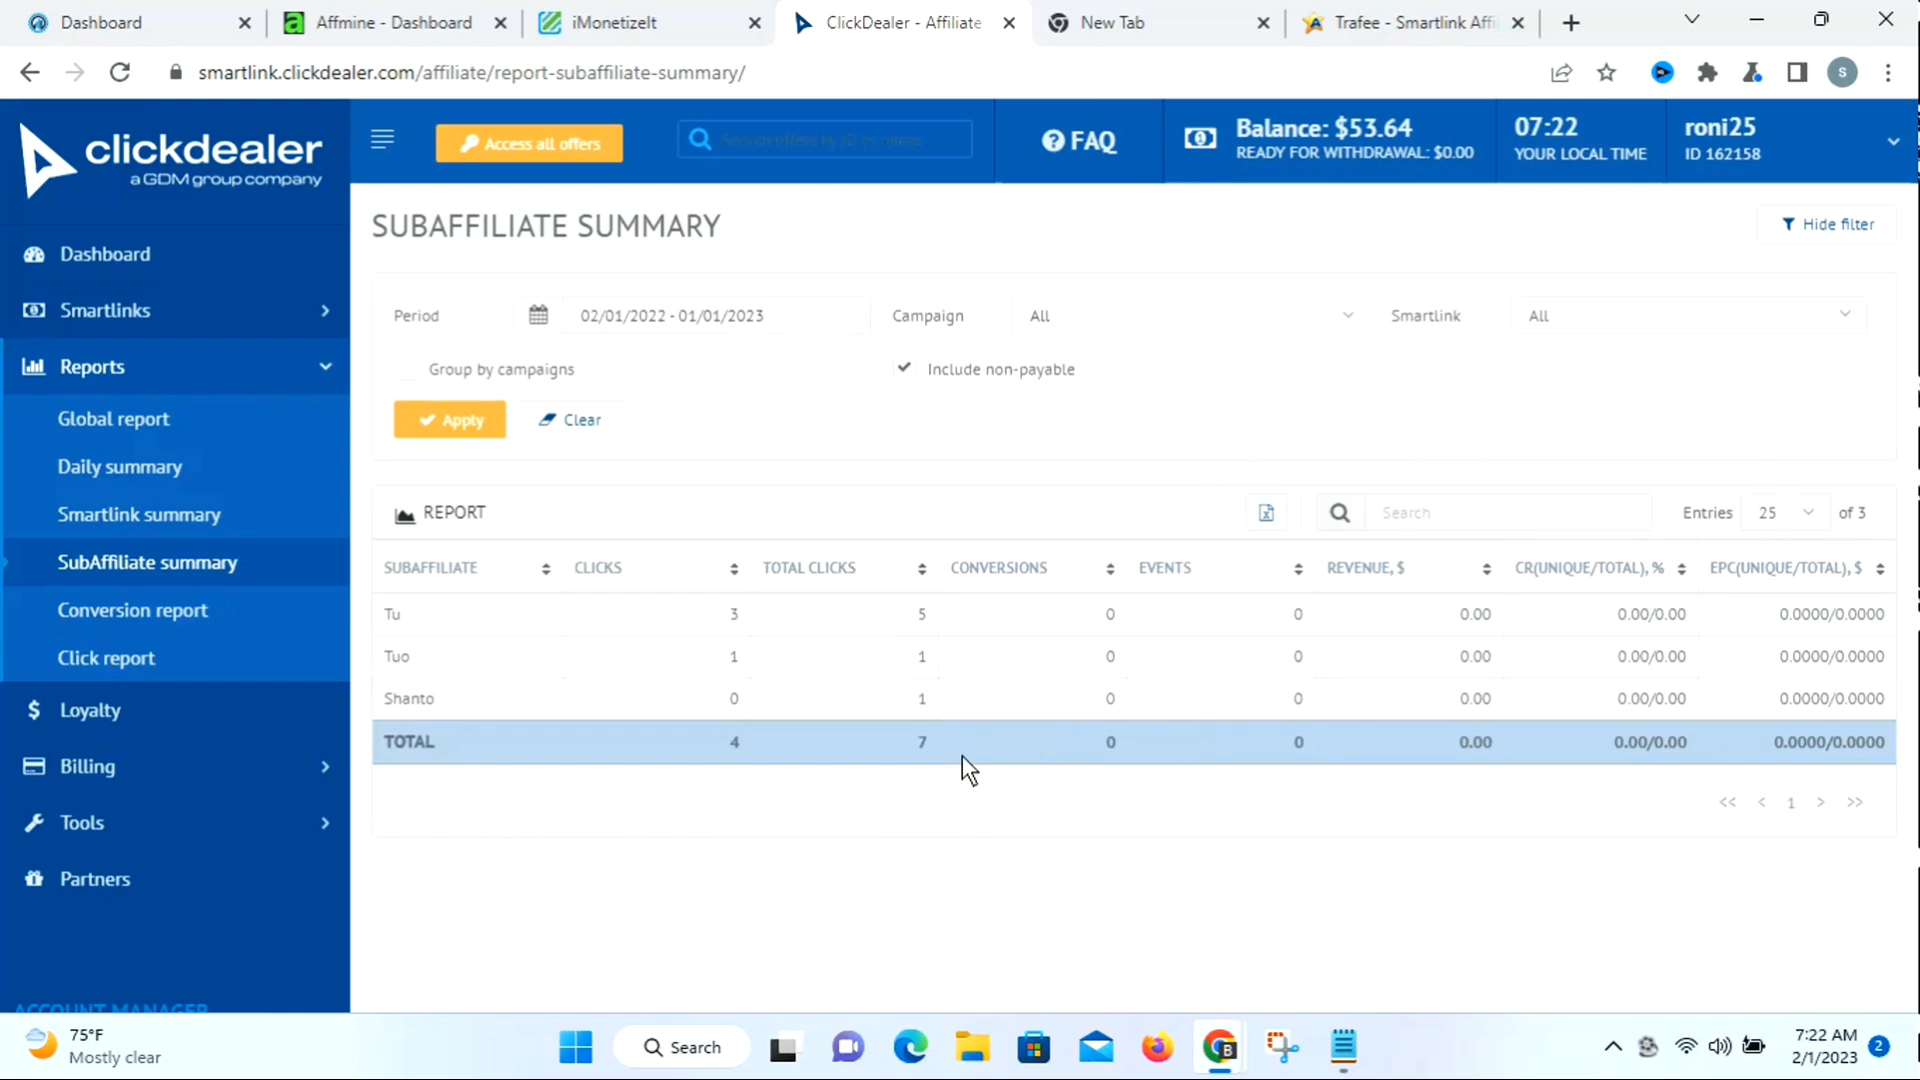 Dashboard
Affmine - Dashboard
iMonetizeIt
ClickDealer - Affiliate
New Tab
Trafee - Smartlink Affi
smartlink.clickdealer.com/affiliate/report-subaffiliate-summary/
S
clickdealer
a GDM group company
Access all offers
Search offers by ID or name
FAQ
Balance: $53.64
READY FOR WITHDRAWAL: $0.00
07:22
YOUR LOCAL TIME
roni25
ID 162158
Dashboard
Smartlinks
Reports
Global report
Daily summary
Smartlink summary
SubAffiliate summary
Conversion report
Click report
Loyalty
Billing
Tools
Partners
ACCOUNT MANAGER
SUBAFFILIATE SUMMARY
Hide filter
Period 02/01/2022 - 01/01/2023 Campaign All Smartlink All
Group by campaigns Include non-payable
Apply Clear
REPORT Search Entries 25 of 3
SUBAFFILIATE CLICKS TOTAL CLICKS CONVERSIONS EVENTS REVENUE, $ CR(UNIQUE/TOTAL), % EPC(UNIQUE/TOTAL), $
Tu 3 5 0 0 0.00 0.00/0.00 0.0000/0.0000
Tuo 1 1 0 0 0.00 0.00/0.00 0.0000/0.0000
Shanto 0 1 0 0 0.00 0.00/0.00 0.0000/0.0000
TOTAL 4 7 0 0 0.00 0.00/0.00 0.0000/0.0000
<< < 1 > >>
75°F
Mostly clear
Search
B
7:22 AM
2/1/2023
2